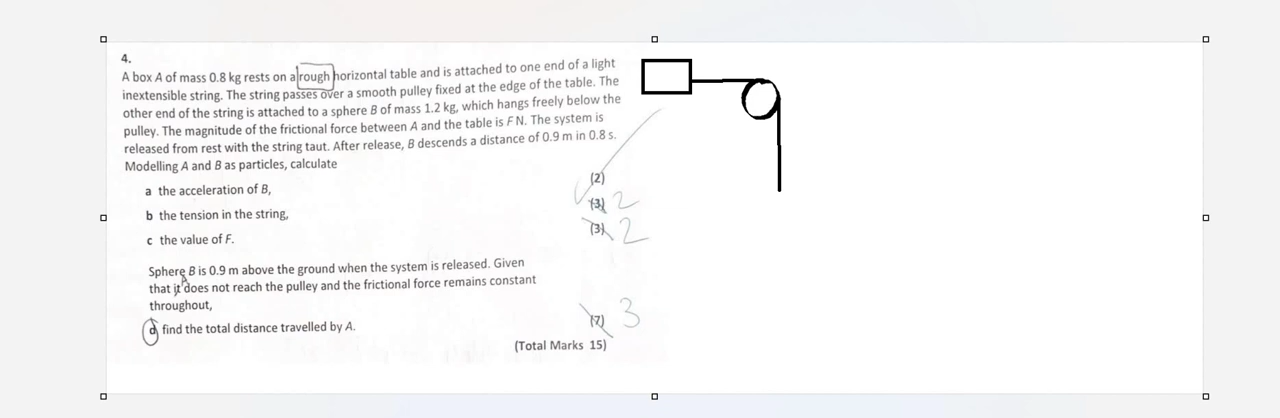 4.
A box A of mass 0.8 kg rests on a rough horizontal table and is attached to one end of a light
inextensible string. The string passes over a smooth pulley fixed at the edge of the table. The
other end of the string is attached to a sphere B of mass 1.2 kg, which hangs freely below the
pulley. The magnitude of the frictional force between A and the table is F N. The system is
released from rest with the string taut. After release, B descends a distance of 0.9 m in 0.8 s.
Modelling A and B as particles, calculate
a the acceleration of B, (2)
b the tension in the string, (3) 2
c the value of F. (3) 2
Sphere B is 0.9 m above the ground when the system is released. Given
A
that it does not reach the pulley and the frictional force remains constant
throughout,
d find the total distance travelled by A. (7) 3
(Total Marks 15)